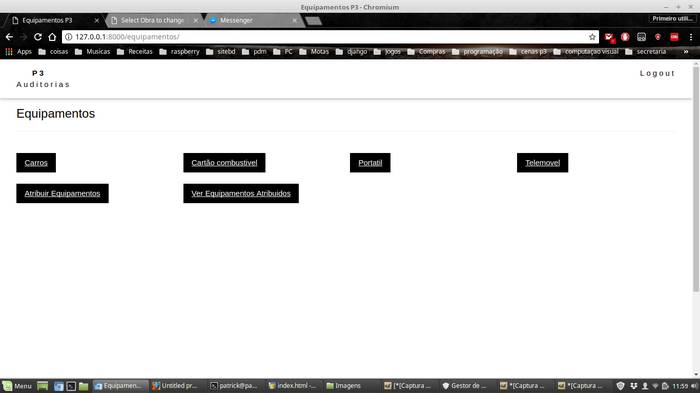 Equipamentos P3 - Chromium
Equipamentos P3
Select Obra to change
Messenger
Primeiro utili...
127.0.0.1:8000/equipamentos/
Apps coisas Musicas Receitas raspberry sitebd pdm PC Motas django Jogos Compras programação cenas p3 computaçao visual secretaria »
P3
Auditorias
Logout
Equipamentos
Carros
Cartão combustivel
Portatil
Telemovel
Atribuir Equipamentos
Ver Equipamentos Atribuidos
Menu
Equipamen...
Untitled pr...
patrick@pa...
index.html -...
Imagens
[*[Captura ...
Gestor de ...
*[Captura ...
*[Captura ...
11:59